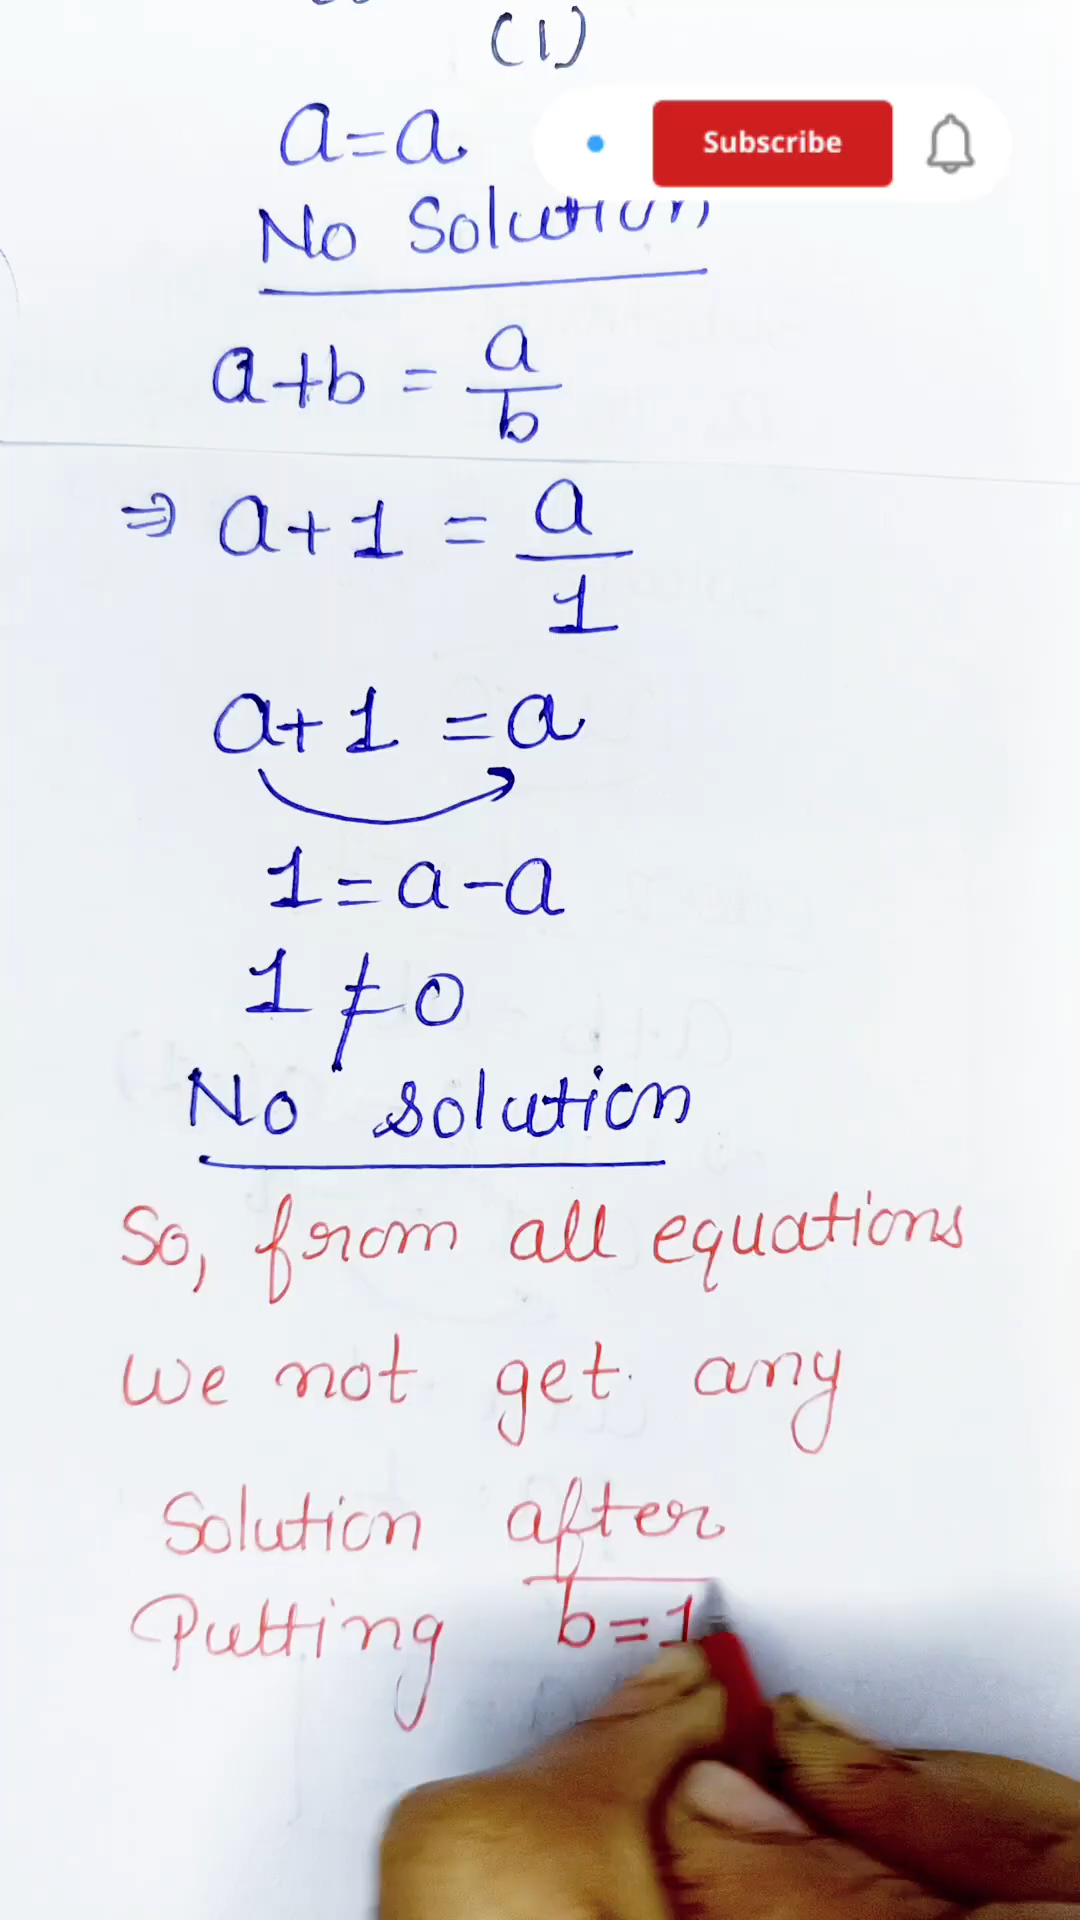 (1)
a=a
Subscribe
No Solution
a+b = a/b
⇒ a+1 = a/1
a+1 = a
1 = a-a
1 ≠ 0
No solution
So, from all equations
we not get any
Solution after
Putting b=1